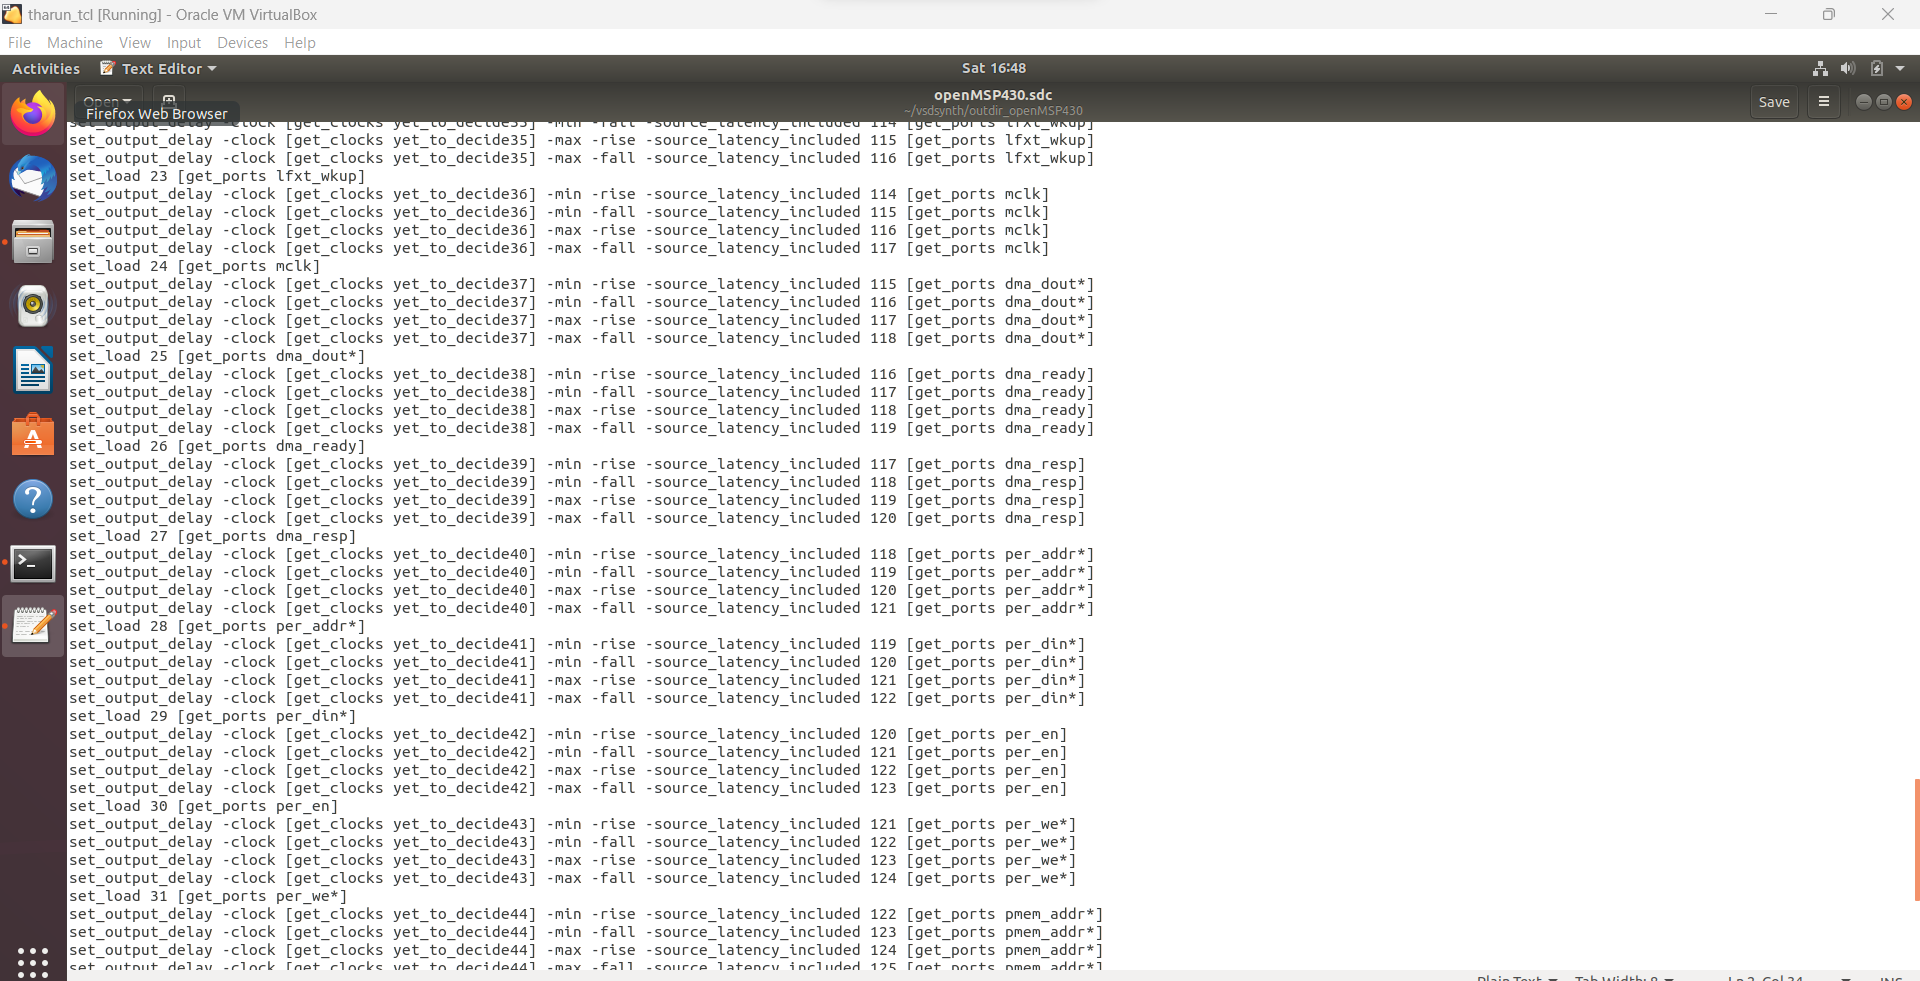 tharun_tcl [Running] - Oracle VM VirtualBox
File Machine View Input Devices Help
Activities Text Editor Sat 16:48
Open
Firefox Web Browser
openMSP430.sdc
~/vsdsynth/outdir_openMSP430
Save
set_output_delay -clock [get_clocks yet_to_decide35] -min -fall -source_latency_included 114 [get_ports lfxt_wkup]
set_output_delay -clock [get_clocks yet_to_decide35] -max -rise -source_latency_included 115 [get_ports lfxt_wkup]
set_output_delay -clock [get_clocks yet_to_decide35] -max -fall -source_latency_included 116 [get_ports lfxt_wkup]
set_load 23 [get_ports lfxt_wkup]
set_output_delay -clock [get_clocks yet_to_decide36] -min -rise -source_latency_included 114 [get_ports mclk]
set_output_delay -clock [get_clocks yet_to_decide36] -min -fall -source_latency_included 115 [get_ports mclk]
set_output_delay -clock [get_clocks yet_to_decide36] -max -rise -source_latency_included 116 [get_ports mclk]
set_output_delay -clock [get_clocks yet_to_decide36] -max -fall -source_latency_included 117 [get_ports mclk]
set_load 24 [get_ports mclk]
set_output_delay -clock [get_clocks yet_to_decide37] -min -rise -source_latency_included 115 [get_ports dma_dout*]
set_output_delay -clock [get_clocks yet_to_decide37] -min -fall -source_latency_included 116 [get_ports dma_dout*]
set_output_delay -clock [get_clocks yet_to_decide37] -max -rise -source_latency_included 117 [get_ports dma_dout*]
set_output_delay -clock [get_clocks yet_to_decide37] -max -fall -source_latency_included 118 [get_ports dma_dout*]
set_load 25 [get_ports dma_dout*]
set_output_delay -clock [get_clocks yet_to_decide38] -min -rise -source_latency_included 116 [get_ports dma_ready]
set_output_delay -clock [get_clocks yet_to_decide38] -min -fall -source_latency_included 117 [get_ports dma_ready]
set_output_delay -clock [get_clocks yet_to_decide38] -max -rise -source_latency_included 118 [get_ports dma_ready]
set_output_delay -clock [get_clocks yet_to_decide38] -max -fall -source_latency_included 119 [get_ports dma_ready]
set_load 26 [get_ports dma_ready]
set_output_delay -clock [get_clocks yet_to_decide39] -min -rise -source_latency_included 117 [get_ports dma_resp]
set_output_delay -clock [get_clocks yet_to_decide39] -min -fall -source_latency_included 118 [get_ports dma_resp]
set_output_delay -clock [get_clocks yet_to_decide39] -max -rise -source_latency_included 119 [get_ports dma_resp]
set_output_delay -clock [get_clocks yet_to_decide39] -max -fall -source_latency_included 120 [get_ports dma_resp]
set_load 27 [get_ports dma_resp]
set_output_delay -clock [get_clocks yet_to_decide40] -min -rise -source_latency_included 118 [get_ports per_addr*]
set_output_delay -clock [get_clocks yet_to_decide40] -min -fall -source_latency_included 119 [get_ports per_addr*]
set_output_delay -clock [get_clocks yet_to_decide40] -max -rise -source_latency_included 120 [get_ports per_addr*]
set_output_delay -clock [get_clocks yet_to_decide40] -max -fall -source_latency_included 121 [get_ports per_addr*]
set_load 28 [get_ports per_addr*]
set_output_delay -clock [get_clocks yet_to_decide41] -min -rise -source_latency_included 119 [get_ports per_din*]
set_output_delay -clock [get_clocks yet_to_decide41] -min -fall -source_latency_included 120 [get_ports per_din*]
set_output_delay -clock [get_clocks yet_to_decide41] -max -rise -source_latency_included 121 [get_ports per_din*]
set_output_delay -clock [get_clocks yet_to_decide41] -max -fall -source_latency_included 122 [get_ports per_din*]
set_load 29 [get_ports per_din*]
set_output_delay -clock [get_clocks yet_to_decide42] -min -rise -source_latency_included 120 [get_ports per_en]
set_output_delay -clock [get_clocks yet_to_decide42] -min -fall -source_latency_included 121 [get_ports per_en]
set_output_delay -clock [get_clocks yet_to_decide42] -max -rise -source_latency_included 122 [get_ports per_en]
set_output_delay -clock [get_clocks yet_to_decide42] -max -fall -source_latency_included 123 [get_ports per_en]
set_load 30 [get_ports per_en]
set_output_delay -clock [get_clocks yet_to_decide43] -min -rise -source_latency_included 121 [get_ports per_we*]
set_output_delay -clock [get_clocks yet_to_decide43] -min -fall -source_latency_included 122 [get_ports per_we*]
set_output_delay -clock [get_clocks yet_to_decide43] -max -rise -source_latency_included 123 [get_ports per_we*]
set_output_delay -clock [get_clocks yet_to_decide43] -max -fall -source_latency_included 124 [get_ports per_we*]
set_load 31 [get_ports per_we*]
set_output_delay -clock [get_clocks yet_to_decide44] -min -rise -source_latency_included 122 [get_ports pmem_addr*]
set_output_delay -clock [get_clocks yet_to_decide44] -min -fall -source_latency_included 123 [get_ports pmem_addr*]
set_output_delay -clock [get_clocks yet_to_decide44] -max -rise -source_latency_included 124 [get_ports pmem_addr*]
set_output_delay -clock [get_clocks yet_to_decide44] -max -fall -source_latency_included 125 [get_ports pmem_addr*]
Plain Text Tab Width: 8 Ln 2, Col 34 INS